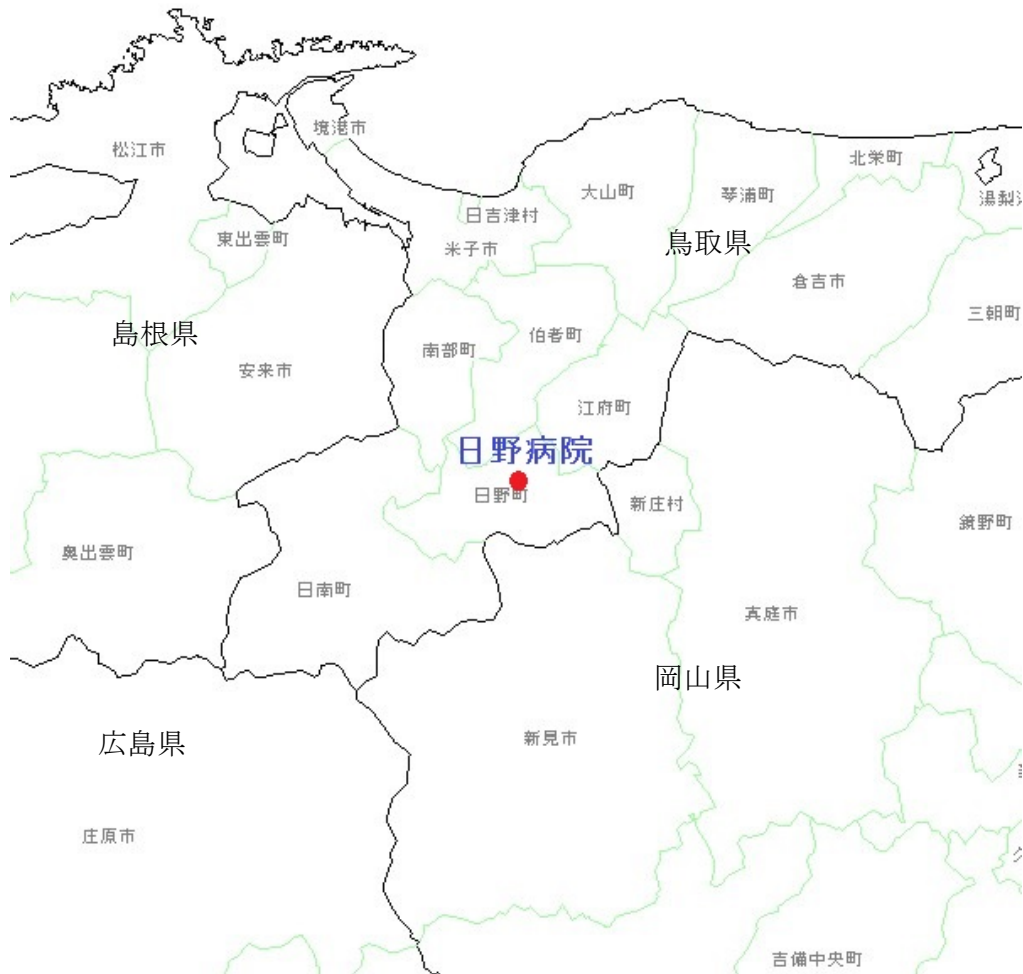 境港市
松江市
北栄町
大山町
琴浦町
湯梨
日吉津村
東出雲町
米子市
鳥取県
倉吉市
三朝町
島根県
伯耆町
南部町
安来市
江府町
日野病院
日野町
新庄村
鏡野町
奥出雲町
日南町
真庭市
岡山県
広島県
新見市
庄原市
吉備中央町